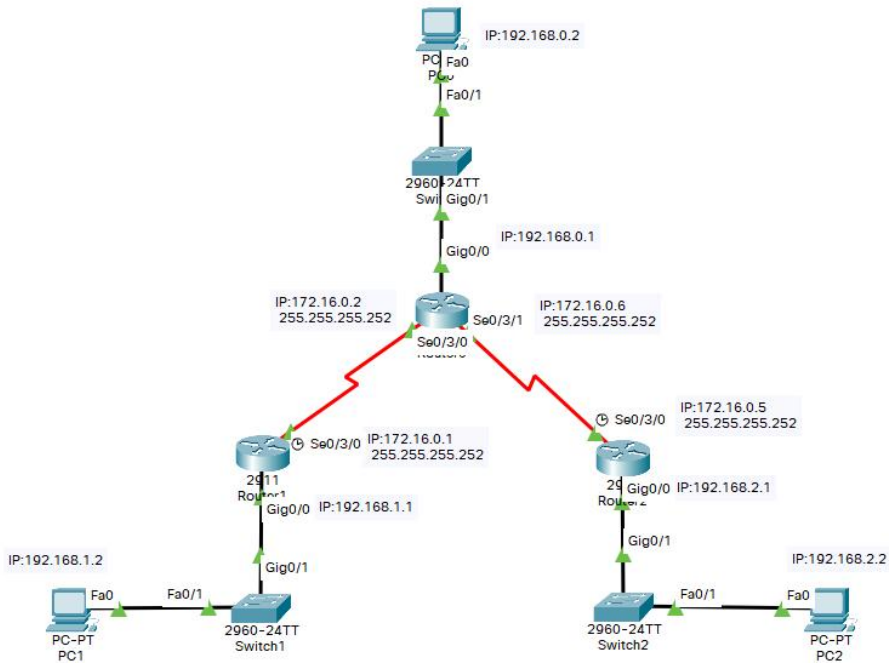 IP:192.168.0.2
PC
Fa0
Fa0/1
2960-24TT
Gig0/1
IP:192.168.0.1
Gig0/0
IP:172.16.0.2
255.255.255.252
IP:172.16.0.6
255.255.255.252
Se0/3/1
Se0/3/0
IP:172.16.0.5
255.255.255.252
Se0/3/0
Se0/3/0
IP:172.16.0.1
255.255.255.252
2911
Router1
Gig0/0
IP:192.168.1.1
Gig0/0
IP:192.168.2.1
Gig0/1
Gig0/1
IP:192.168.1.2
IP:192.168.2.2
Fa0
Fa0/1
Fa0/1
Fa0
2960-24TT
Switch1
2960-24TT
Switch2
PC-PT
PC1
PC-PT
PC2